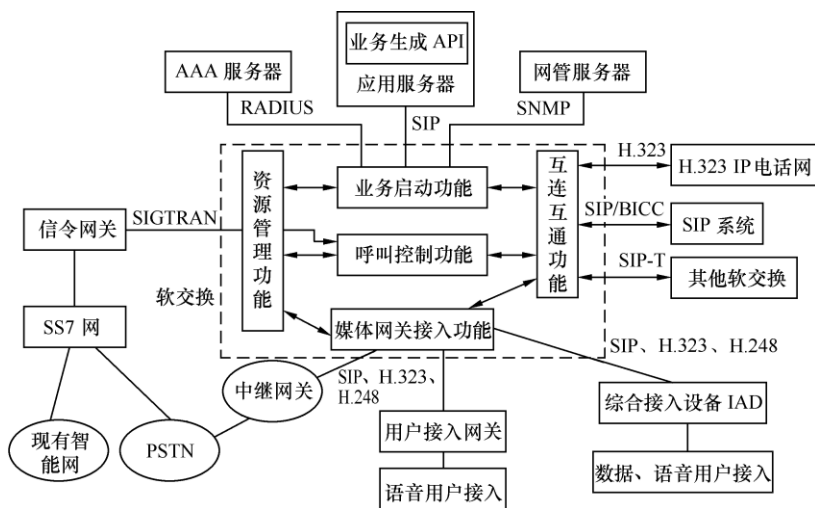 业务生成 API
应用服务器
AAA 服务器
网管服务器
RADIUS
SIP
SNMP
资源管理功能
业务启动功能
互连互通功能
H.323
H.323 IP 电话网
SIP/BICC
SIP 系统
SIP-T
其他软交换
信令网关
SIGTRAN
呼叫控制功能
软交换
SS7 网
媒体网关接入功能
SIP、H.323、H.248
中继网关
SIP、H.323、
H.248
综合接入设备 IAD
现有智
能网
PSTN
用户接入网关
语音用户接入
数据、语音用户接入